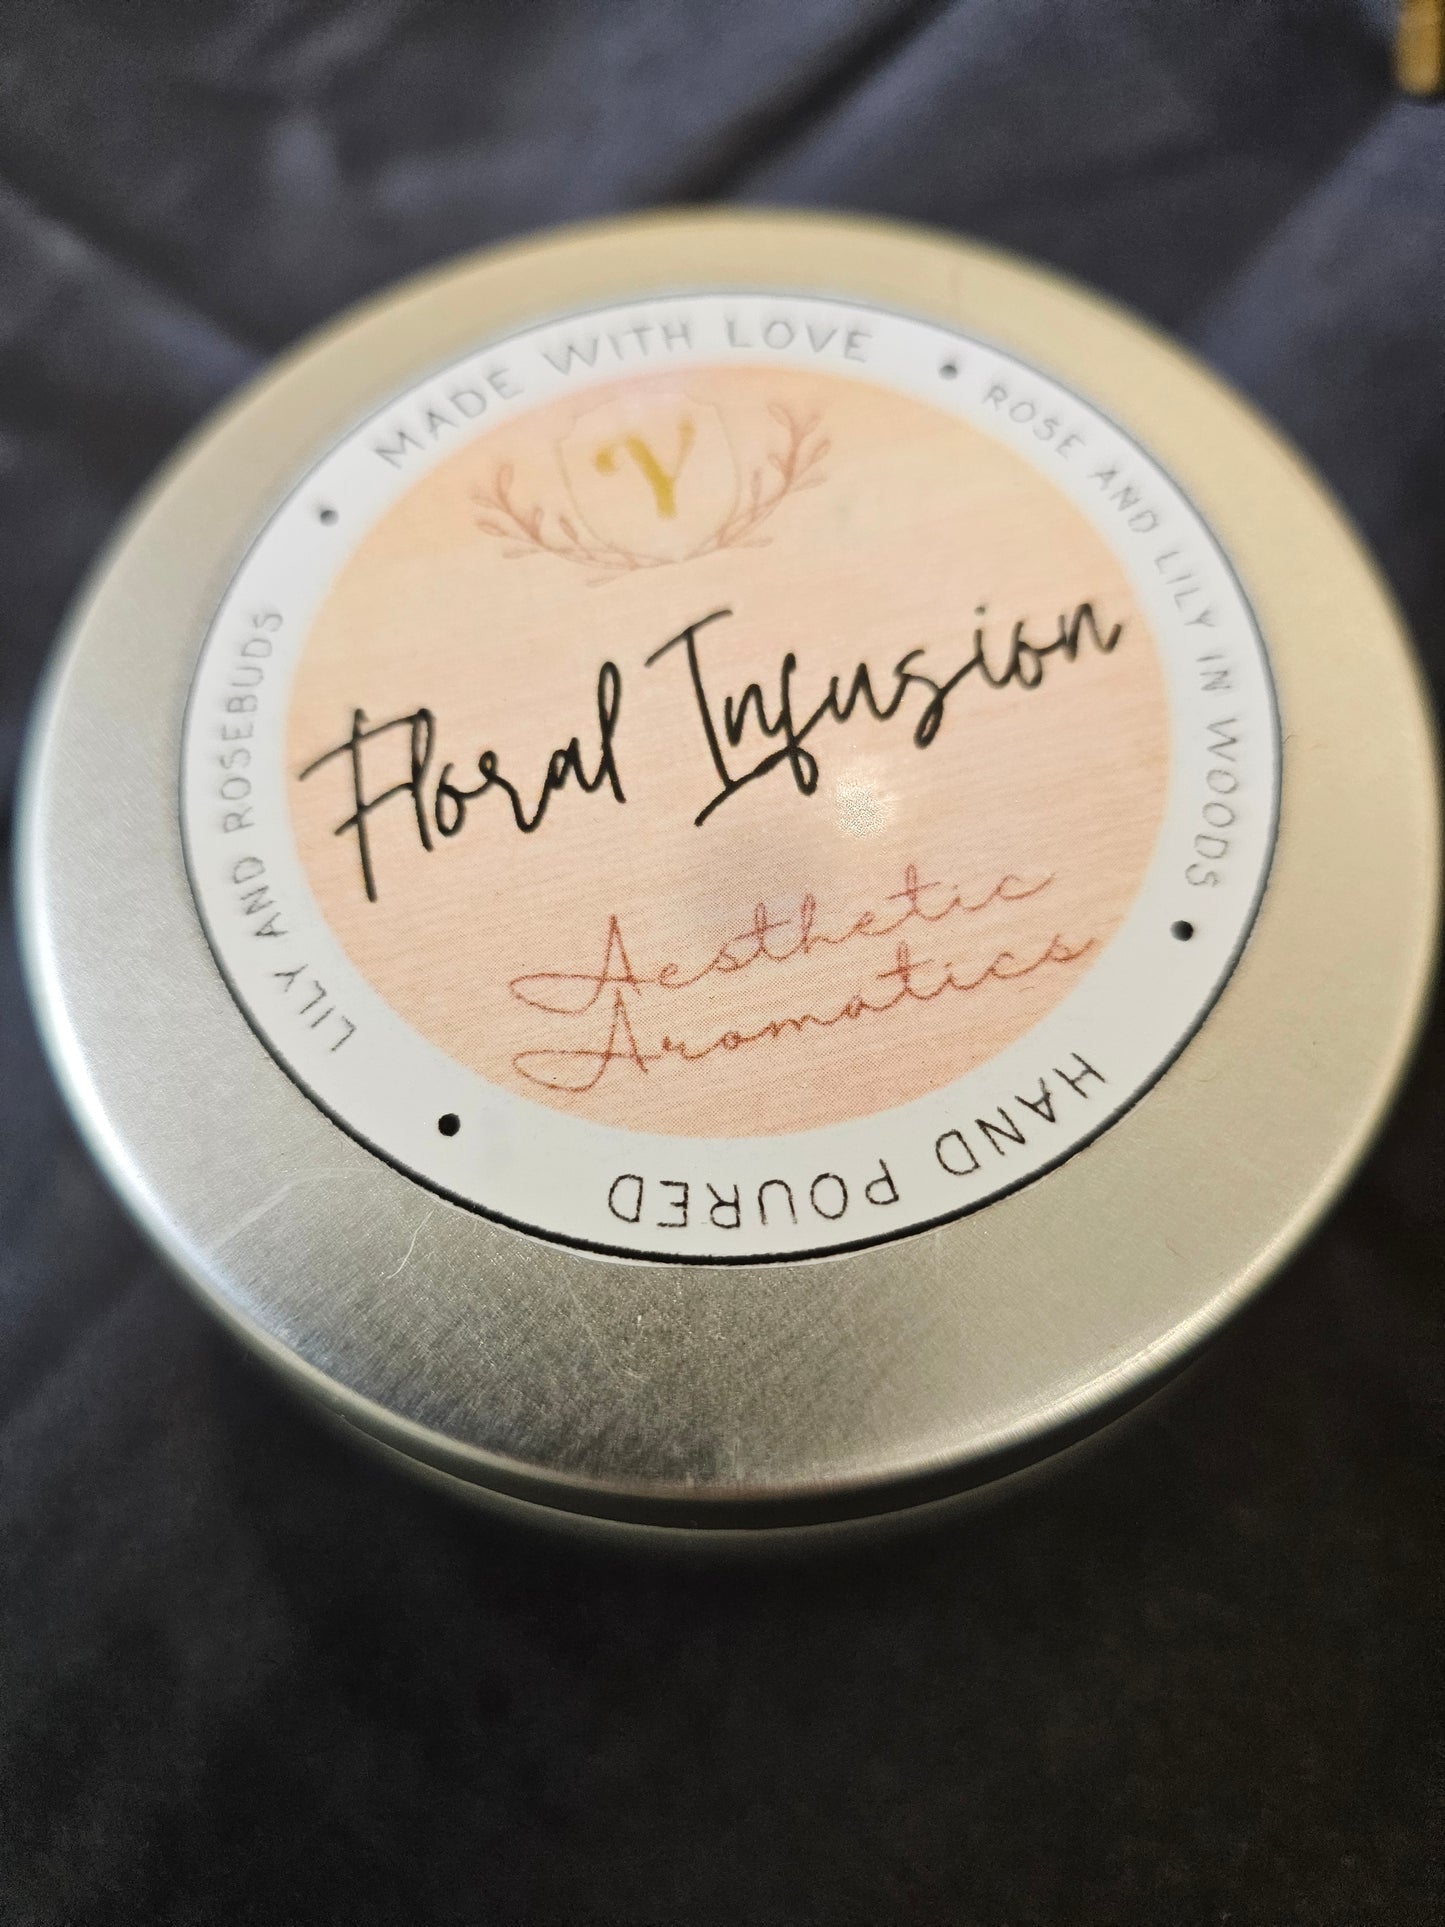 MADE WITH LOVE • ROSE AND LILY IN WOODS • HAND POURED • LILY AND ROSEBUDS •
Y
Floral Infusion
Aesthetic
Aromatics